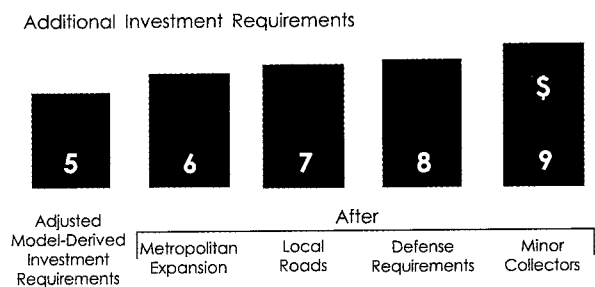 Additional Investment Requirements
$
5
6
7
8
9
Adjusted
Model-Derived
Investment
Requirements
After
Metropolitan
Expansion
Local
Roads
Defense
Requirements
Minor
Collectors